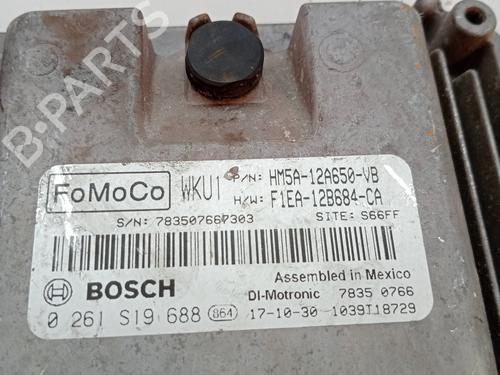 B-PARTS
FoMoCo WKU1 P/N: HM5A-12A650-VB
H/W: F1EA-12B684-CA
S/N: 783507667303 SITE: S66FF
BOSCH Assembled in Mexico
DI-Motronic 7835 0766
0 261 S19 688 864 17-10-30 1039T18729